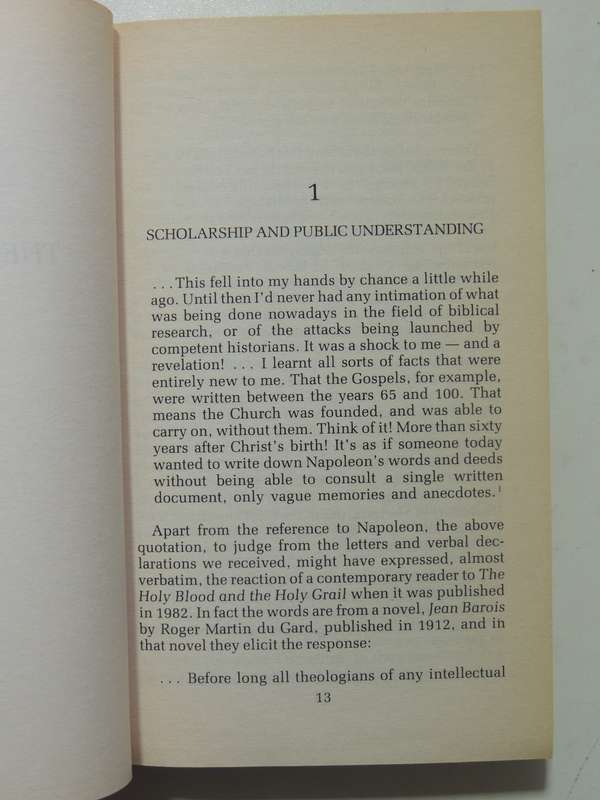 1
SCHOLARSHIP AND PUBLIC UNDERSTANDING
. . . This fell into my hands by chance a little while
ago. Until then I'd never had any intimation of what
was being done nowadays in the field of biblical
research, or of the attacks being launched by
competent historians. It was a shock to me — and a
revelation! . . . I learnt all sorts of facts that were
entirely new to me. That the Gospels, for example,
were written between the years 65 and 100. That
means the Church was founded, and was able to
carry on, without them. Think of it! More than sixty
years after Christ's birth! It's as if someone today
wanted to write down Napoleon's words and deeds
without being able to consult a single written
document, only vague memories and anecdotes.¹
Apart from the reference to Napoleon, the above
quotation, to judge from the letters and verbal dec-
larations we received, might have expressed, almost
verbatim, the reaction of a contemporary reader to The
Holy Blood and the Holy Grail when it was published
in 1982. In fact the words are from a novel, Jean Barois
by Roger Martin du Gard, published in 1912, and in
that novel they elicit the response:
. . . Before long all theologians of any intellectual
13